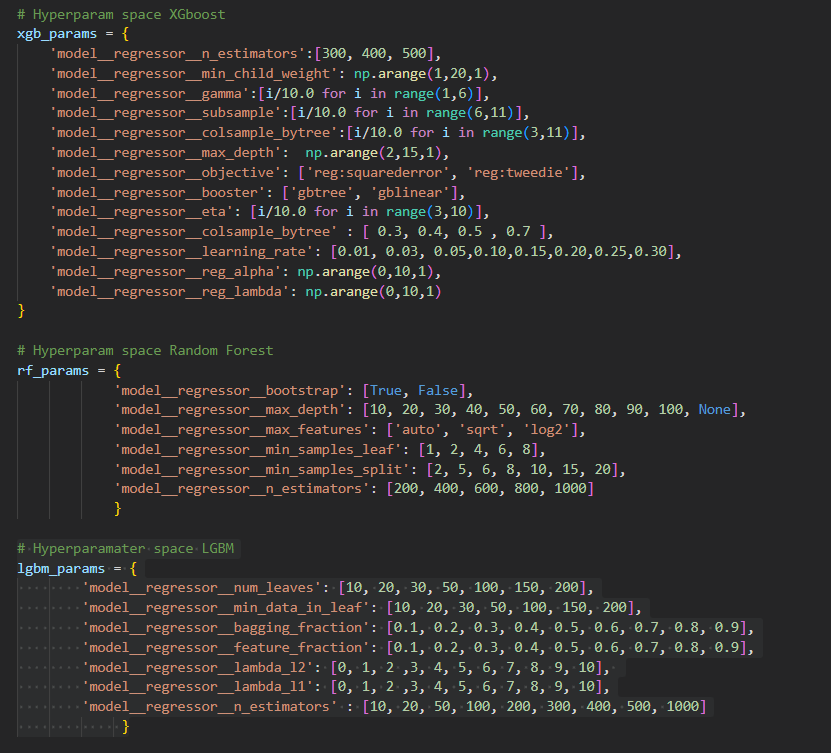 # Hyperparam space XGboost
xgb_params = {
    'model__regressor__n_estimators':[300, 400, 500],
    'model__regressor__min_child_weight': np.arange(1,20,1),
    'model__regressor__gamma':[i/10.0 for i in range(1,6)],
    'model__regressor__subsample':[i/10.0 for i in range(6,11)],
    'model__regressor__colsample_bytree':[i/10.0 for i in range(3,11)],
    'model__regressor__max_depth':  np.arange(2,15,1),
    'model__regressor__objective': ['reg:squarederror', 'reg:tweedie'],
    'model__regressor__booster': ['gbtree', 'gblinear'],
    'model__regressor__eta': [i/10.0 for i in range(3,10)],
    'model__regressor__colsample_bytree' : [ 0.3, 0.4, 0.5 , 0.7 ],
    'model__regressor__learning_rate': [0.01, 0.03, 0.05,0.10,0.15,0.20,0.25,0.30],
    'model__regressor__reg_alpha': np.arange(0,10,1),
    'model__regressor__reg_lambda': np.arange(0,10,1)
}
# Hyperparam space Random Forest
rf_params = {
            'model__regressor__bootstrap': [True, False],
            'model__regressor__max_depth': [10, 20, 30, 40, 50, 60, 70, 80, 90, 100, None],
            'model__regressor__max_features': ['auto', 'sqrt', 'log2'],
            'model__regressor__min_samples_leaf': [1, 2, 4, 6, 8],
            'model__regressor__min_samples_split': [2, 5, 6, 8, 10, 15, 20],
            'model__regressor__n_estimators': [200, 400, 600, 800, 1000]
            }
# Hyperparamater space LGBM
lgbm_params = {
        'model__regressor__num_leaves': [10, 20, 30, 50, 100, 150, 200],
        'model__regressor__min_data_in_leaf': [10, 20, 30, 50, 100, 150, 200],
        'model__regressor__bagging_fraction': [0.1, 0.2, 0.3, 0.4, 0.5, 0.6, 0.7, 0.8, 0.9],
        'model__regressor__feature_fraction': [0.1, 0.2, 0.3, 0.4, 0.5, 0.6, 0.7, 0.8, 0.9],
        'model__regressor__lambda_l2': [0, 1, 2 ,3, 4, 5, 6, 7, 8, 9, 10],
        'model__regressor__lambda_l1': [0, 1, 2 ,3, 4, 5, 6, 7, 8, 9, 10],
        'model__regressor__n_estimators' : [10, 20, 50, 100, 200, 300, 400, 500, 1000]
            }